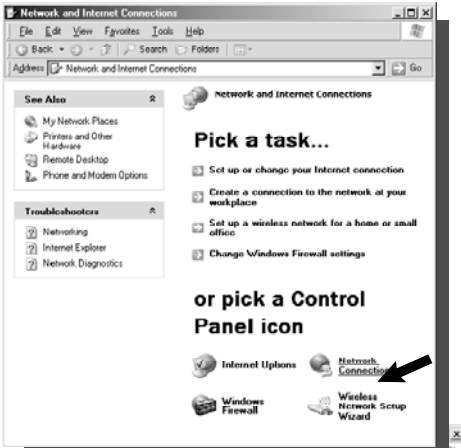 Network and Internet Connections
File Edit View Favorites Tools Help
Back Search Folders
Address Network and Internet Connections Go
See Also
My Network Places
Printers and Other
Hardware
Remote Desktop
Phone and Modem Options
Troubleshooters
Networking
Internet Explorer
Network Diagnostics
Network and Internet Connections
Pick a task...
Set up or change your Internet connection
Create a connection to the network at your
workplace
Set up a wireless network for a home or small
office
Change Windows Firewall settings
or pick a Control
Panel icon
Internet Options
Network
Connections
Windows
Firewall
Wireless
Network Setup
Wizard